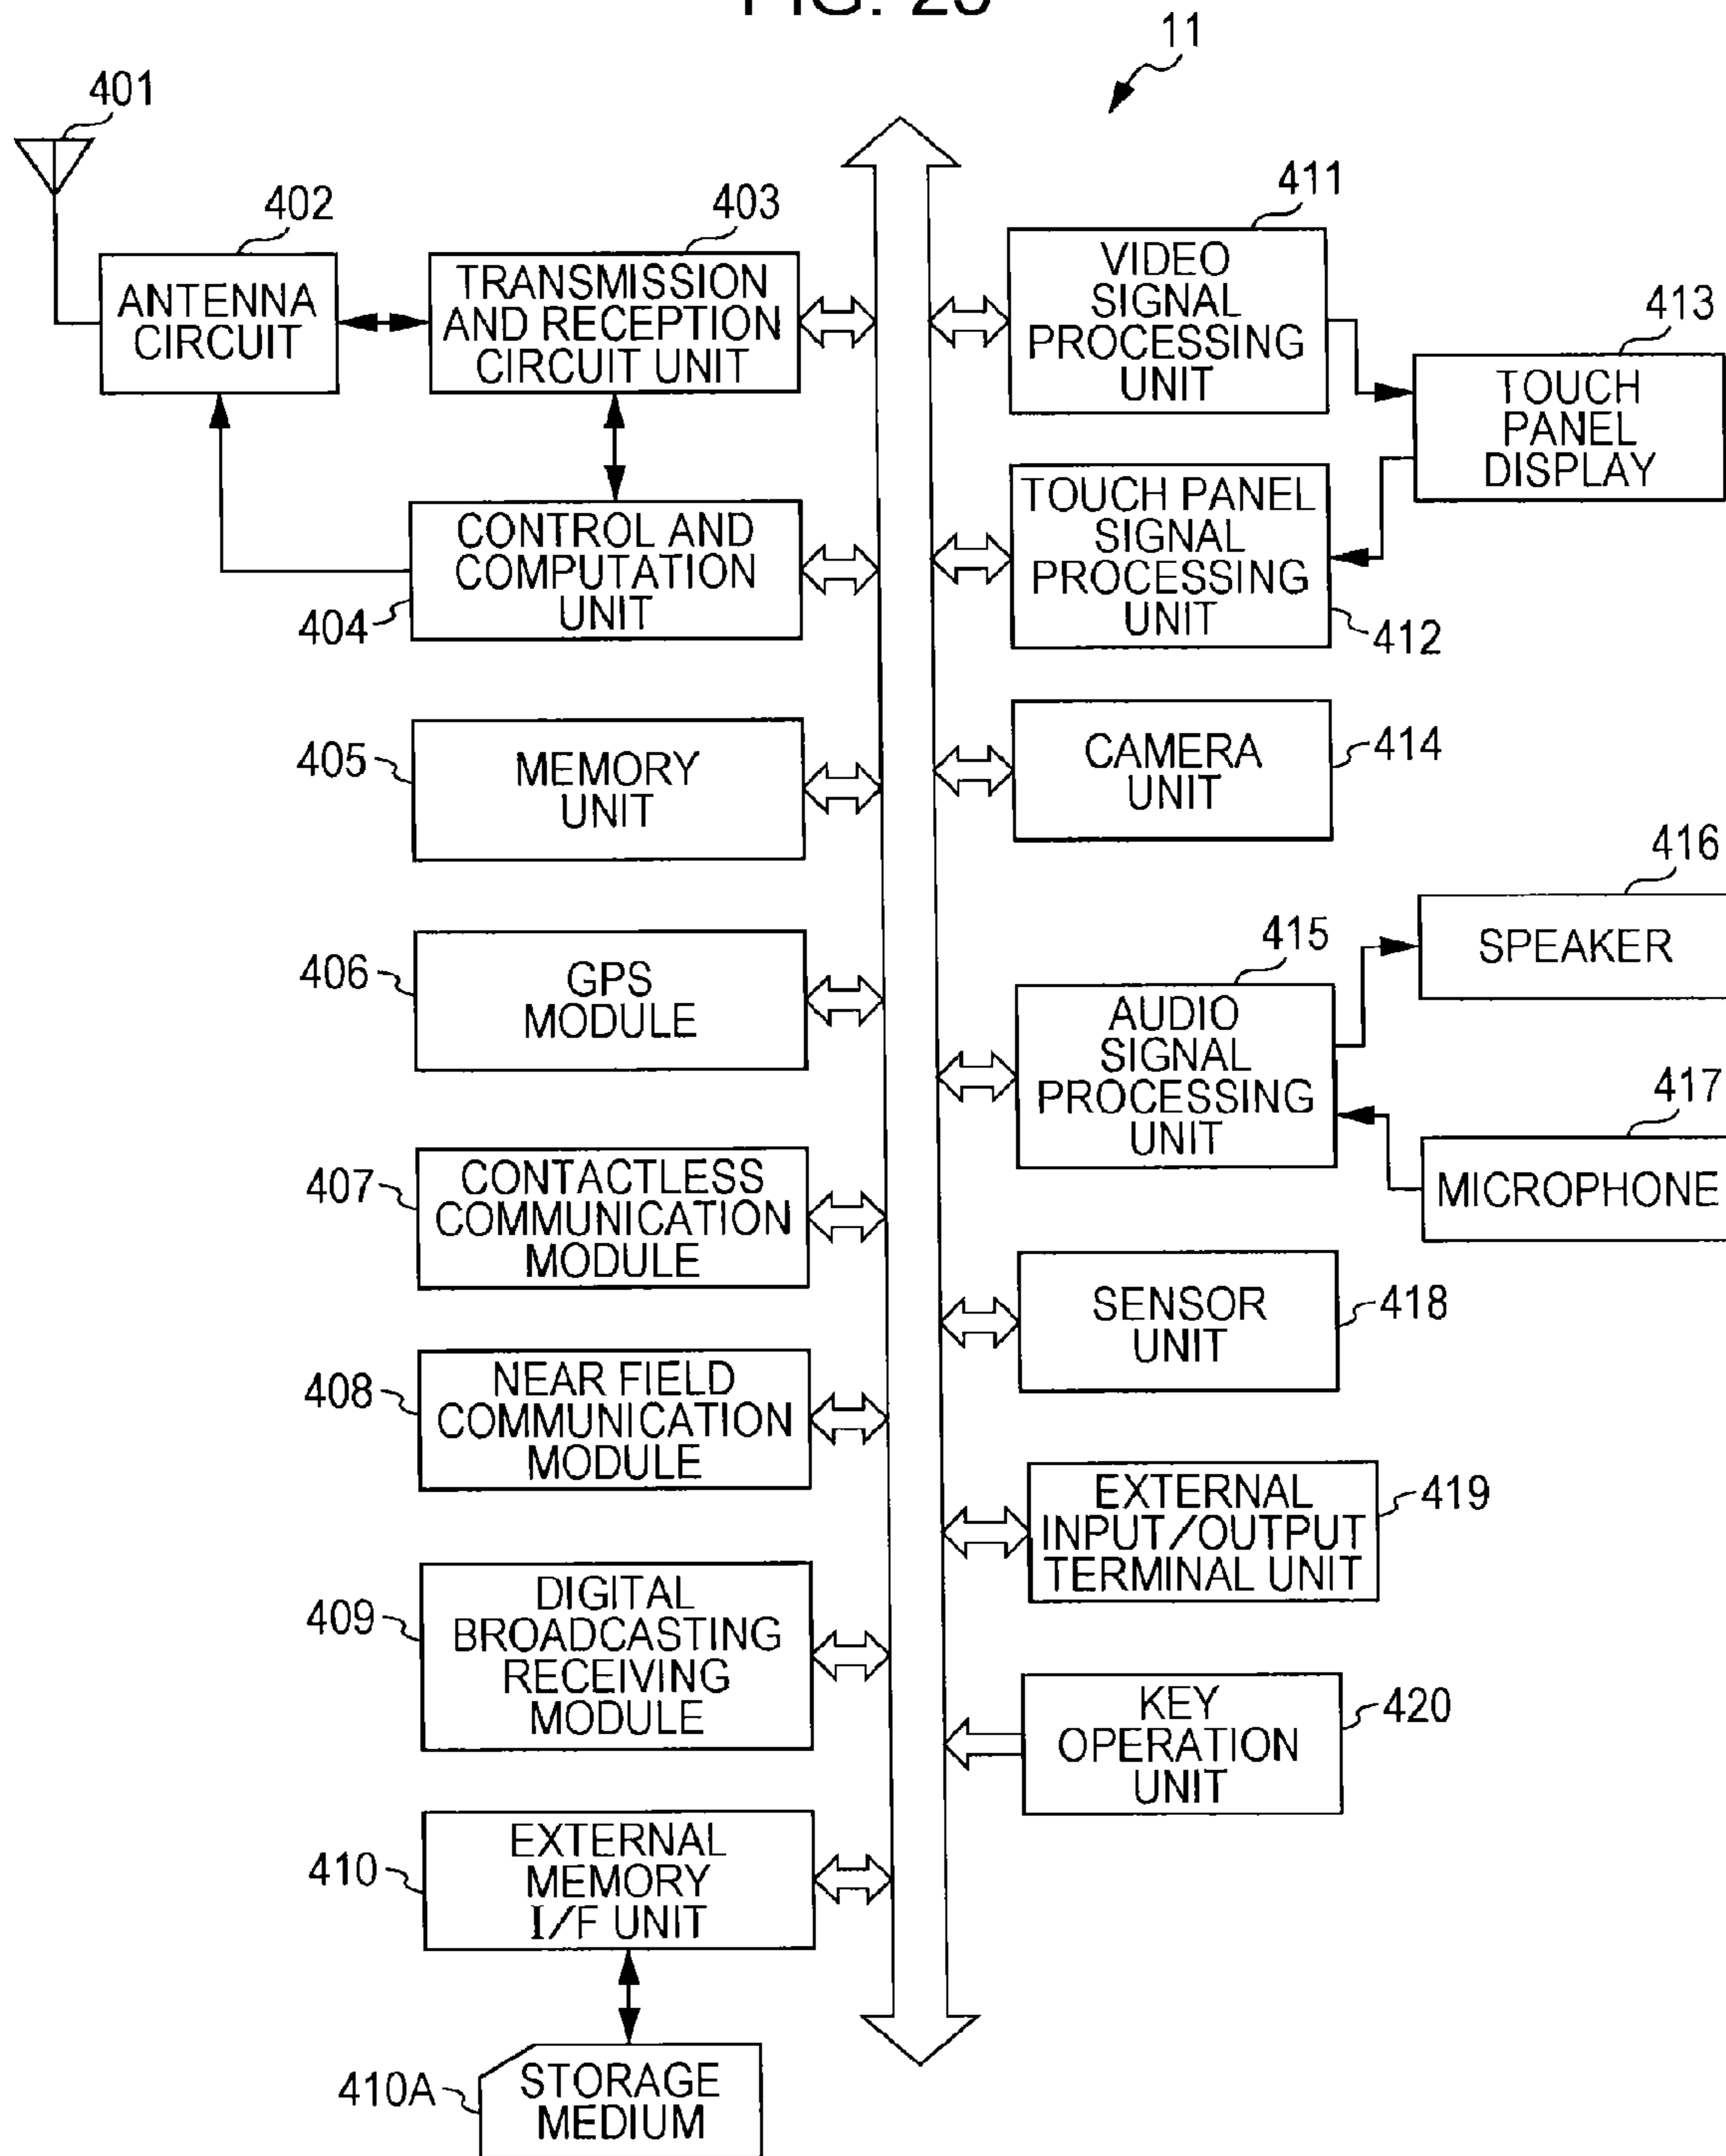 11
401
402
ANTENNA
CIRCUIT
403
TRANSMISSION
AND RECEPTION
CIRCUIT UNIT
CONTROL AND
COMPUTATION
UNIT
404
405
MEMORY
UNIT
406
GPS
MODULE
407
CONTACTLESS
COMMUNICATION
MODULE
408
NEAR FIELD
COMMUNICATION
MODULE
409
DIGITAL
BROADCASTING
RECEIVING
MODULE
410
EXTERNAL
MEMORY
I/F UNIT
410A
STORAGE
MEDIUM
411
VIDEO
SIGNAL
PROCESSING
UNIT
413
TOUCH
PANEL
DISPLAY
TOUCH PANEL
SIGNAL
PROCESSING
UNIT
412
CAMERA
UNIT
414
415
AUDIO
SIGNAL
PROCESSING
UNIT
416
SPEAKER
417
MICROPHONE
SENSOR
UNIT
418
EXTERNAL
INPUT/OUTPUT
TERMINAL UNIT
419
KEY
OPERATION
UNIT
420